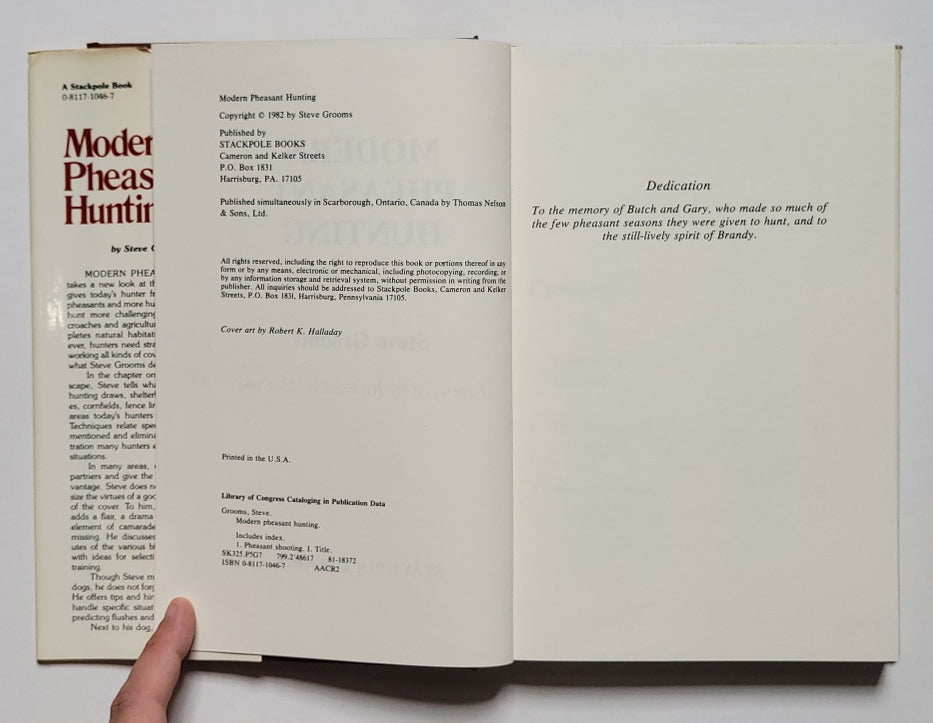 A Stackpole Book
0-8117-1046-7
Moder
Pheas
Huntin
by Steve
MODERN PHEA
takes a new look at
gives today's hunter
pheasants and more hu
hunt more challenging
croaches and agricultu
pletes natural habitat
ever, hunters need stra
working all kinds of cov
what Steve Grooms de
In the chapter on
scape, Steve tells wha
hunting draws, shelter
es, cornfields, fence li
areas today's hunters
Techniques relate spe
mentioned and elimina
tration many hunters
situations.
In many areas,
partners and give the
vantage. Steve does n
size the virtues of a goo
of the cover. To him,
adds a flair, a drama
element of camarade
missing. He discusses
utes of the various bi
with ideas for selecti
training.
Though Steve m
dogs, he does not forg
He offers tips and hin
handle specific situat
predicting flushes and
Next to his dog,
Modern Pheasant Hunting
Copyright © 1982 by Steve Grooms
Published by
STACKPOLE BOOKS
Cameron and Kelker Streets
P.O. Box 1831
Harrisburg, PA. 17105
Published simultaneously in Scarborough, Ontario, Canada by Thomas Nelson
& Sons, Ltd.
All rights reserved, including the right to reproduce this book or portions thereof in any
form or by any means, electronic or mechanical, including photocopying, recording, or
by any information storage and retrieval system, without permission in writing from the
publisher. All inquiries should be addressed to Stackpole Books, Cameron and Kelker
Streets, P.O. Box 1831, Harrisburg, Pennsylvania 17105.
Cover art by Robert K. Halladay
Printed in the U.S.A.
Library of Congress Cataloging in Publication Data
Grooms, Steve.
Modern pheasant hunting.
Includes index.
1. Pheasant shooting. I. Title.
SK325.P5G7 799.2'48617 81-18372
ISBN 0-8117-1046-7 AACR2
Dedication
To the memory of Butch and Gary, who made so much of
the few pheasant seasons they were given to hunt, and to
the still-lively spirit of Brandy.